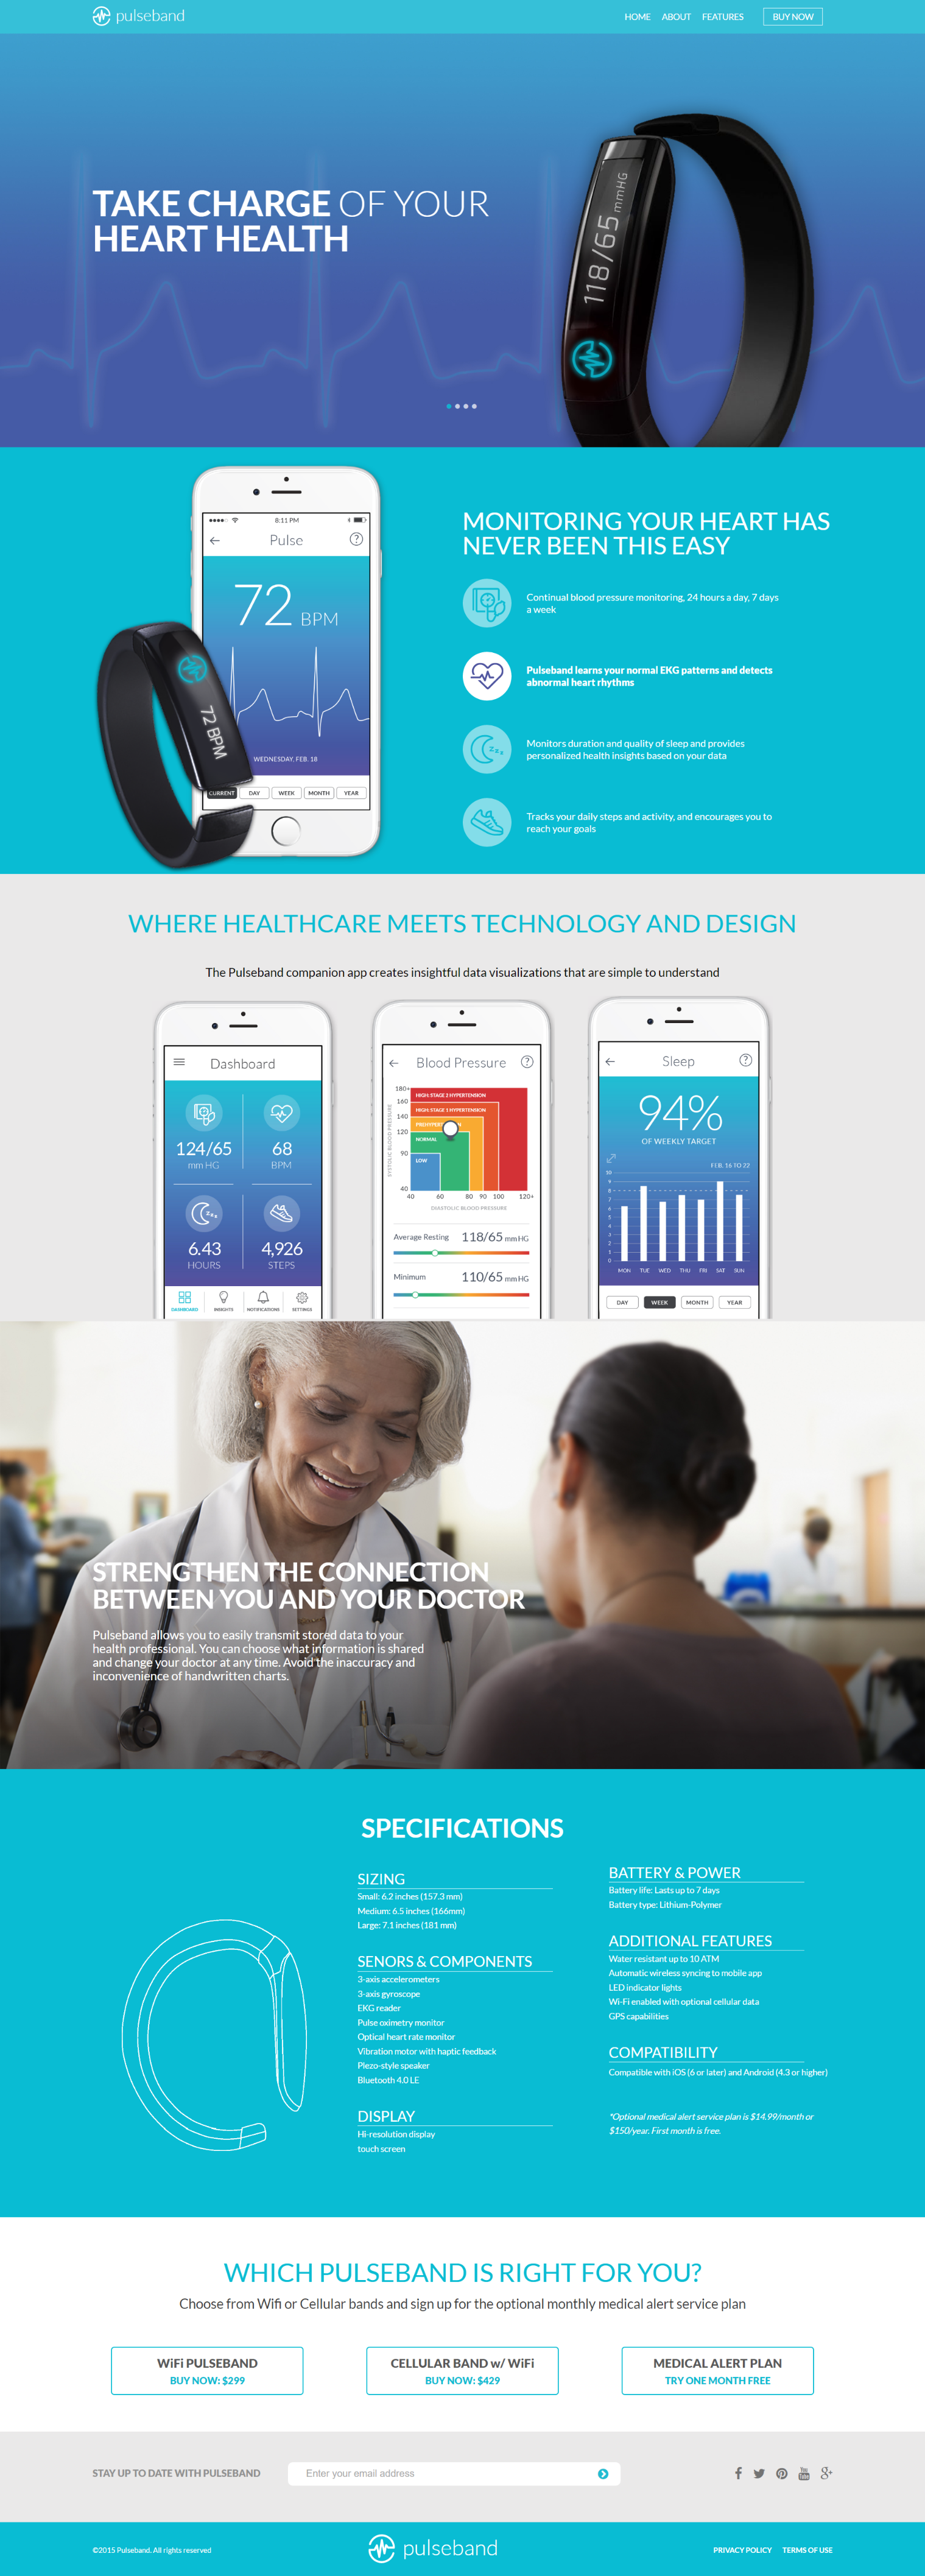 pulseband
HOME ABOUT FEATURES BUY NOW
TAKE CHARGE OF YOUR
HEART HEALTH
118/65 mmHG
8:11 PM
Pulse
72 BPM
72 BPM
WEDNESDAY, FEB. 18
CURRENT DAY WEEK MONTH YEAR
MONITORING YOUR HEART HAS
NEVER BEEN THIS EASY
Continual blood pressure monitoring, 24 hours a day, 7 days
a week
Pulseband learns your normal EKG patterns and detects
abnormal heart rhythms
Monitors duration and quality of sleep and provides
personalized health insights based on your data
Tracks your daily steps and activity, and encourages you to
reach your goals
WHERE HEALTHCARE MEETS TECHNOLOGY AND DESIGN
The Pulseband companion app creates insightful data visualizations that are simple to understand
Dashboard
124/65
mm HG
68
BPM
6.43
HOURS
4,926
STEPS
DASHBOARD INSIGHTS NOTIFICATIONS SETTINGS
Blood Pressure ?
SYSTOLIC BLOOD PRESSURE
180+
160
140
120
90
40
HIGH: STAGE 2 HYPERTENSION
HIGH: STAGE 1 HYPERTENSION
NORMAL
LOW
40 60 80 90 100 120+
DIASTOLIC BLOOD PRESSURE
Average Resting 118/65 mm HG
Minimum 110/65 mm HG
Sleep ?
94%
OF WEEKLY TARGET
FEB. 16 TO 22
10
9
8
7
6
5
4
3
2
1
0
MON TUE WED THU FRI SAT SUN
DAY WEEK MONTH YEAR
STRENGTHEN THE CONNECTION
BETWEEN YOU AND YOUR DOCTOR
Pulseband allows you to easily transmit stored data to your
health professional. You can choose what information is shared
and change your doctor at any time. Avoid the inaccuracy and
inconvenience of handwritten charts.
SPECIFICATIONS
SIZING
Small: 6.2 inches (157.3 mm)
Medium: 6.5 inches (166mm)
Large: 7.1 inches (181 mm)
SENORS & COMPONENTS
3-axis accelerometers
3-axis gyroscope
EKG reader
Pulse oximetry monitor
Optical heart rate monitor
Vibration motor with haptic feedback
Piezo-style speaker
Bluetooth 4.0 LE
DISPLAY
Hi-resolution display
touch screen
BATTERY & POWER
Battery life: Lasts up to 7 days
Battery type: Lithium-Polymer
ADDITIONAL FEATURES
Water resistant up to 10 ATM
Automatic wireless syncing to mobile app
LED indicator lights
Wi-Fi enabled with optional cellular data
GPS capabilities
COMPATIBILITY
Compatible with iOS (6 or later) and Android (4.3 or higher)
*Optional medical alert service plan is $14.99/month or
$150/year. First month is free.
WHICH PULSEBAND IS RIGHT FOR YOU?
Choose from Wifi or Cellular bands and sign up for the optional monthly medical alert service plan
WiFi PULSEBAND
BUY NOW: $299
CELLULAR BAND w/ WiFi
BUY NOW: $429
MEDICAL ALERT PLAN
TRY ONE MONTH FREE
STAY UP TO DATE WITH PULSEBAND
Enter your email address
©2015 Pulseband. All rights reserved
pulseband
PRIVACY POLICY TERMS OF USE